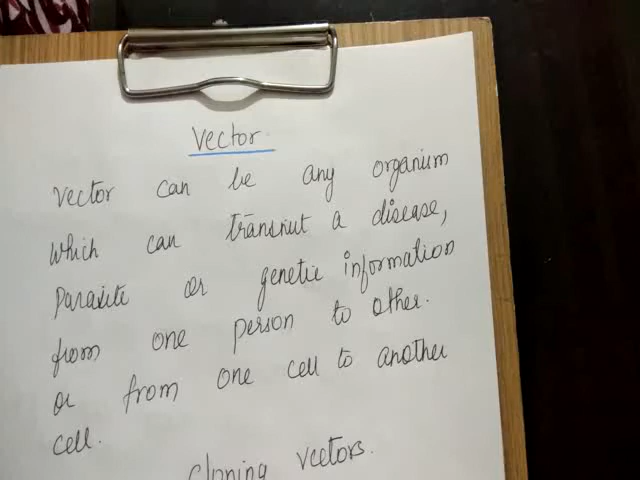 Vector.
Vector can be any organism
which can transmit a disease,
Parasite or genetic information
from one person to other.
or from one cell to another
cell.
cloning vectors.